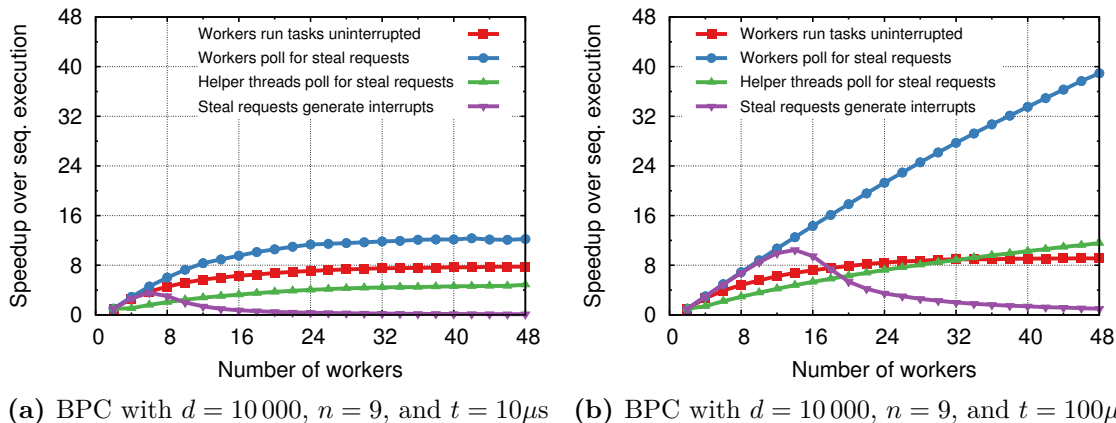 48
40
32
24
16
8
0
Speedup over seq. execution
Workers run tasks uninterrupted
Workers poll for steal requests
Helper threads poll for steal requests
Steal requests generate interrupts
0 8 16 24 32 40 48
Number of workers
(a) BPC with d = 10 000, n = 9, and t = 10μs
48
40
32
24
16
8
0
Speedup over seq. execution
Workers run tasks uninterrupted
Workers poll for steal requests
Helper threads poll for steal requests
Steal requests generate interrupts
0 8 16 24 32 40 48
Number of workers
(b) BPC with d = 10 000, n = 9, and t = 100μ